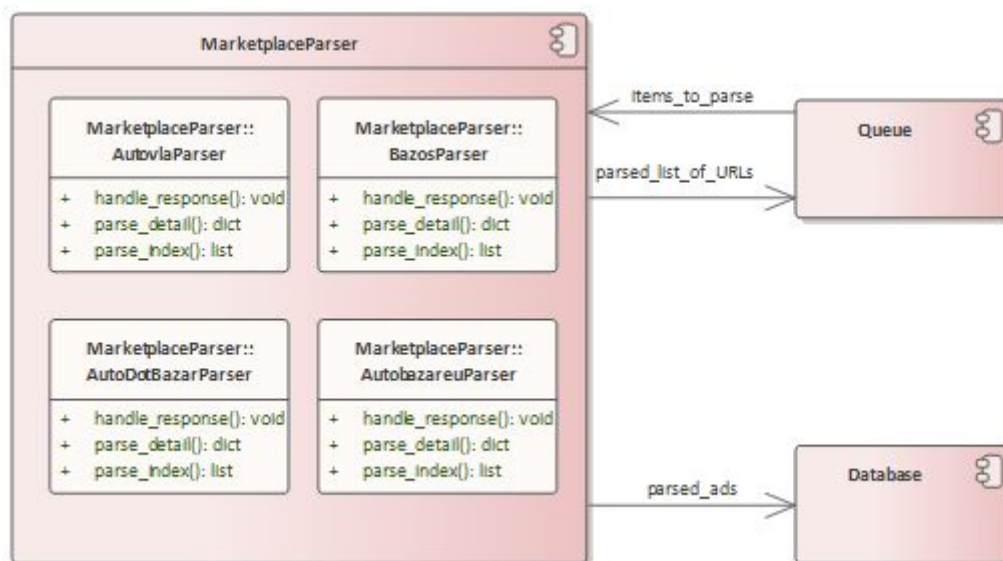 MarketplaceParser
MarketplaceParser::
AutovlaParser
+ handle_response(): void
+ parse_detail(): dict
+ parse_index(): list
MarketplaceParser::
BazosParser
+ handle_response(): void
+ parse_detail(): dict
+ parse_index(): list
MarketplaceParser::
AutoDotBazarParser
+ handle_response(): void
+ parse_detail(): dict
+ parse_index(): list
MarketplaceParser::
AutobazareuParser
+ handle_response(): void
+ parse_detail(): dict
+ parse_index(): list
items_to_parse
parsed_list_of_URLs
Queue
parsed_ads
Database